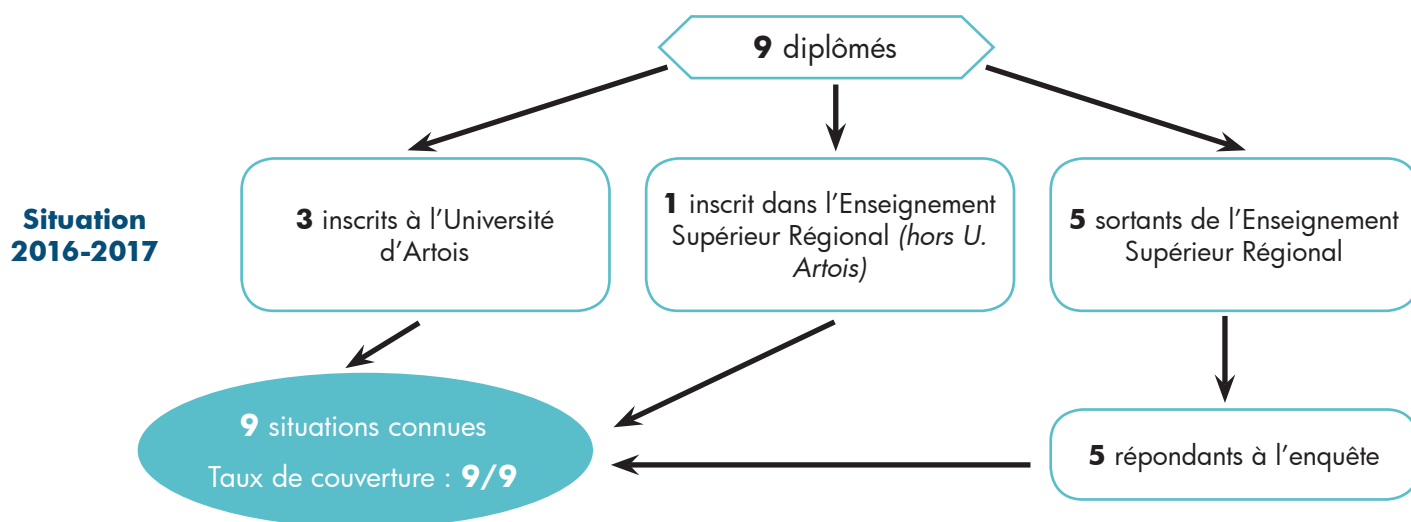 9 diplômés
Situation
2016-2017
3 inscrits à l'Université
d'Artois
1 inscrit dans l'Enseignement
Supérieur Régional (hors U.
Artois)
5 sortants de l'Enseignement
Supérieur Régional
9 situations connues
Taux de couverture : 9/9
5 répondants à l'enquête